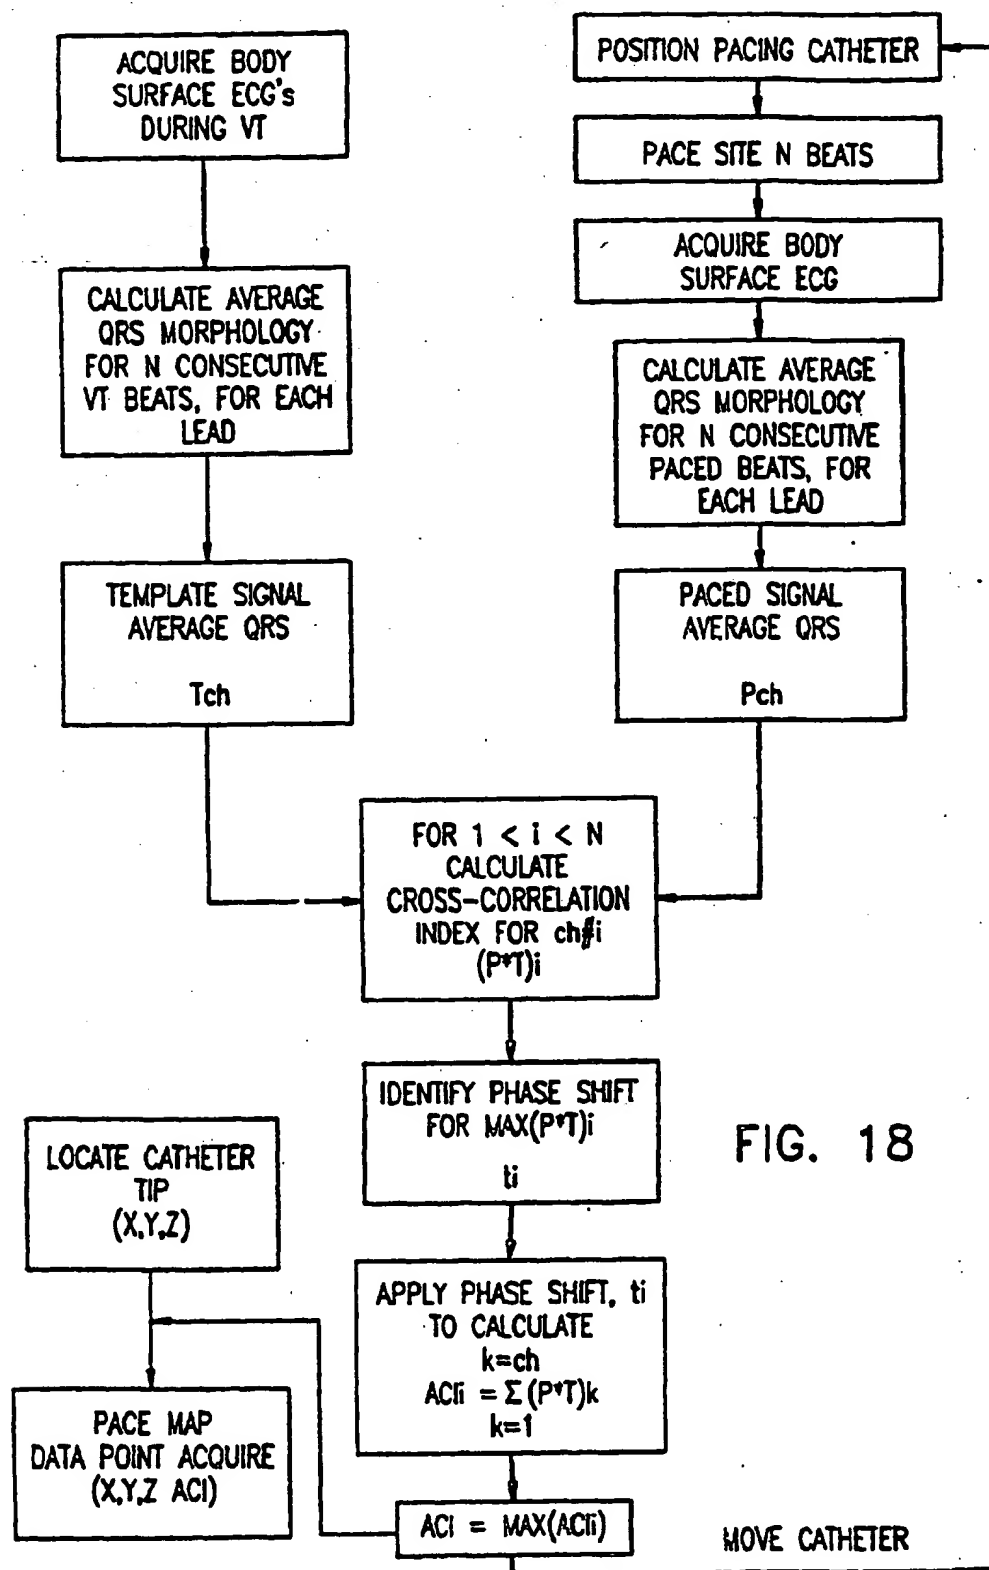 ACQUIRE BODY
SURFACE ECG's
DURING VT
CALCULATE AVERAGE
QRS MORPHOLOGY
FOR N CONSECUTIVE
VT BEATS, FOR EACH
LEAD
TEMPLATE SIGNAL
AVERAGE QRS
Tch
POSITION PACING CATHETER
PACE SITE N BEATS
ACQUIRE BODY
SURFACE ECG
CALCULATE AVERAGE
QRS MORPHOLOGY
FOR N CONSECUTIVE
PACED BEATS, FOR
EACH LEAD
PACED SIGNAL
AVERAGE QRS
Pch
FOR 1 < i < N
CALCULATE
CROSS-CORRELATION
INDEX FOR ch#i
(P*T)i
IDENTIFY PHASE SHIFT
FOR MAX(P*T)i
ti
APPLY PHASE SHIFT, ti
TO CALCULATE
k=ch
ACIi = Σ (P*T)k
k=1
ACI = MAX(ACIi)
LOCATE CATHETER
TIP
(X,Y,Z)
PACE MAP
DATA POINT ACQUIRE
(X,Y,Z ACI)
MOVE CATHETER
FIG. 18